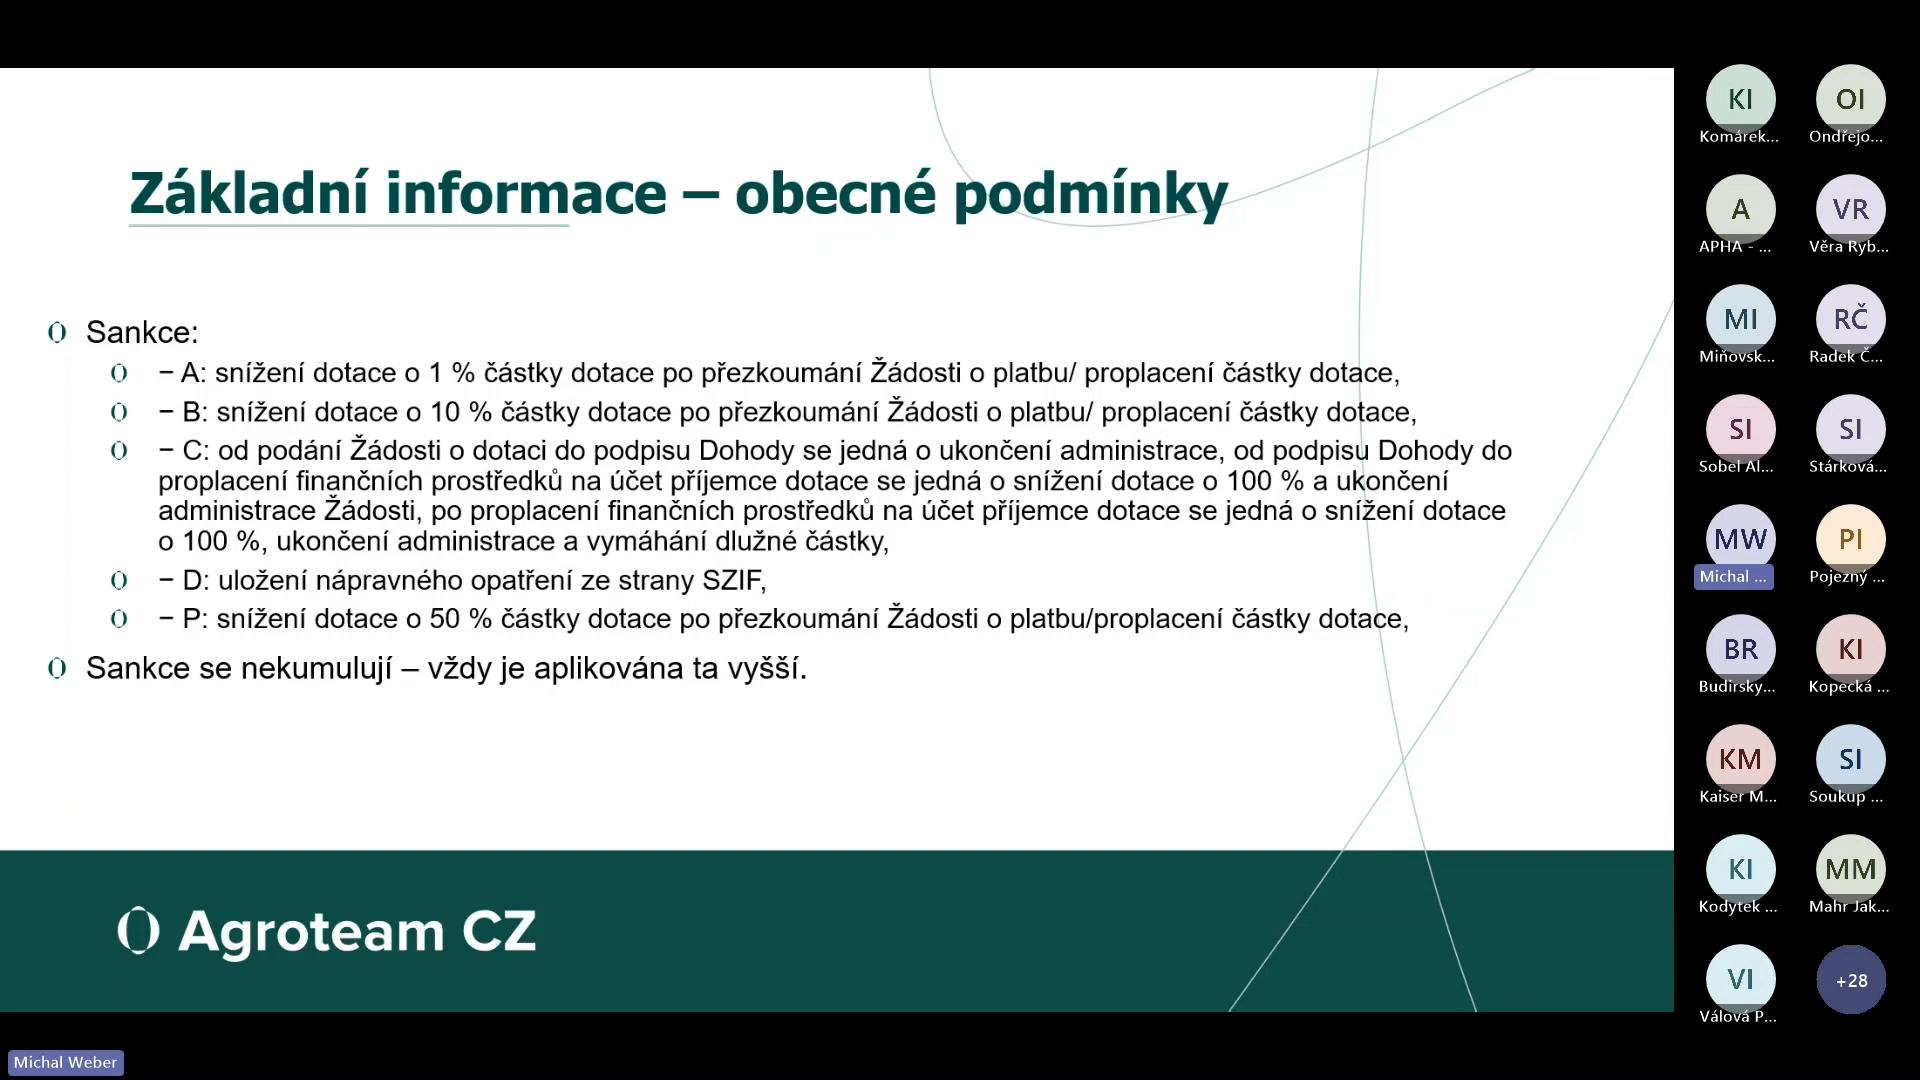 Základní informace – obecné podmínky
Sankce:
− A: snížení dotace o 1 % částky dotace po přezkoumání Žádosti o platbu/ proplacení částky dotace,
− B: snížení dotace o 10 % částky dotace po přezkoumání Žádosti o platbu/ proplacení částky dotace,
− C: od podání Žádosti o dotaci do podpisu Dohody se jedná o ukončení administrace, od podpisu Dohody do
proplacení finančních prostředků na účet příjemce dotace se jedná o snížení dotace o 100 % a ukončení
administrace Žádosti, po proplacení finančních prostředků na účet příjemce dotace se jedná o snížení dotace
o 100 %, ukončení administrace a vymáhání dlužné částky,
− D: uložení nápravného opatření ze strany SZIF,
− P: snížení dotace o 50 % částky dotace po přezkoumání Žádosti o platbu/proplacení částky dotace,
Sankce se nekumulují – vždy je aplikována ta vyšší.
Agroteam CZ
Michal Weber
KI
Komárek...
OI
Ondřejo...
A
APHA - ...
VR
Věra Ryb...
MI
Miňovsk...
RČ
Radek Č...
SI
Sobel Al...
SI
Stárková...
MW
Michal ...
PI
Pojezný ...
BR
Budirsky...
KI
Kopecká ...
KM
Kaiser M...
SI
Soukup ...
KI
Kodytek ...
MM
Mahr Jak...
VI
Válová P...
+28